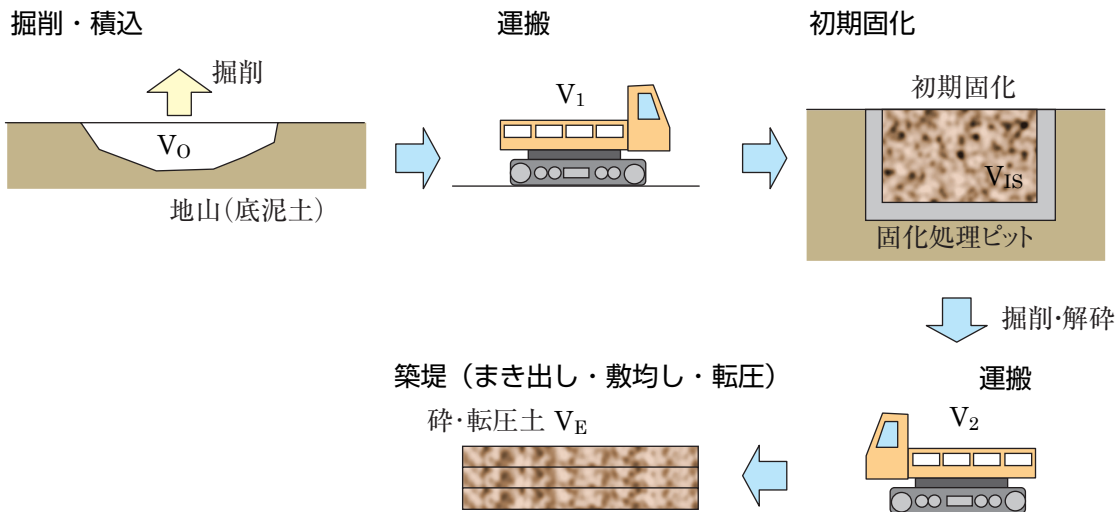 掘削・積込
運搬
初期固化
掘削
V_O
地山(底泥土)
V_1
初期固化
V_IS
固化処理ピット
掘削・解砕
築堤（まき出し・敷均し・転圧）
運搬
砕・転圧土 V_E
V_2